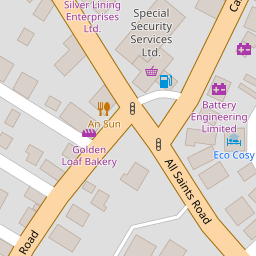 Silver Lining
Enterprises
Ltd.
Special
Security
Services
Ltd.
Ca
Battery
Engineering
Limited
An Sun
Golden
Loaf Bakery
Eco Cosy
All Saints Road
Road